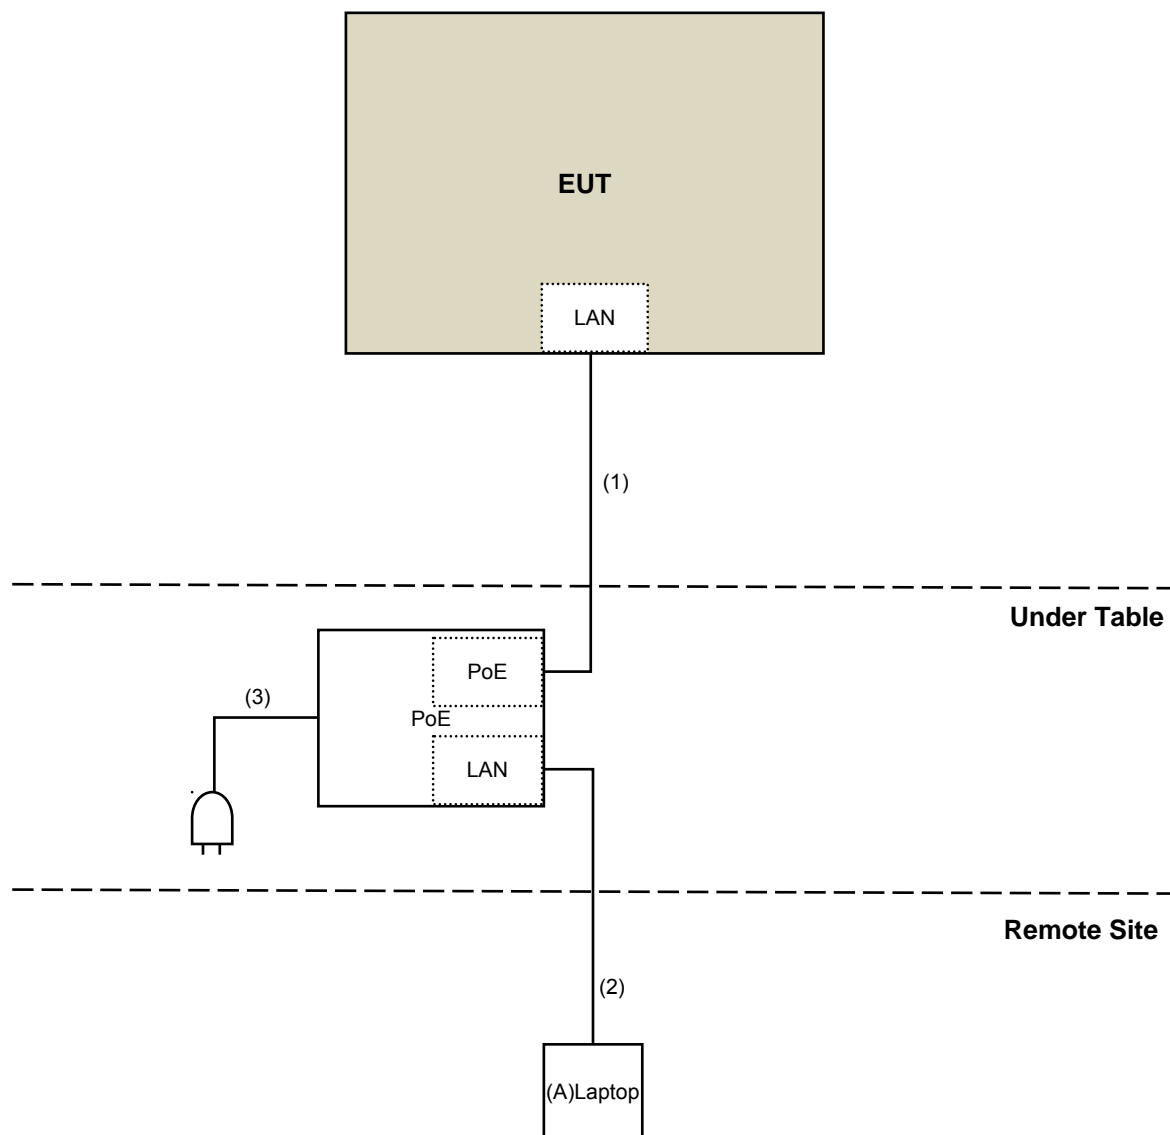 EUT
LAN
(1)
Under Table
PoE
(3)
PoE
LAN
Remote Site
(2)
(A)Laptop